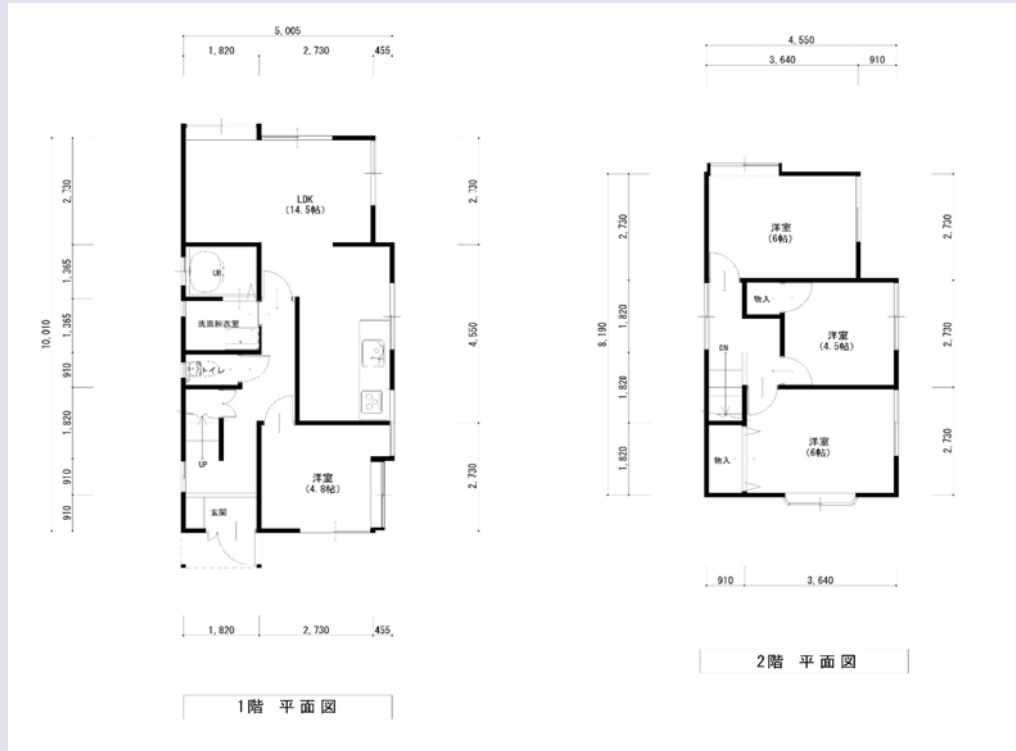 5,005
1,820 2,730 455
10,010
2,730
1,365
1,365
910
1,820
910
910
LDK
(14.5帖)
UB
洗面脱衣室
トイレ
UP
玄関
洋室
(4.8帖)
2,730
4,550
2,730
1,820 2,730 455
1階 平面図
4,550
3,640 910
8,190
2,730
1,820
1,820
1,820
洋室
(6帖)
物入
洋室
(4.5帖)
DN
洋室
(6帖)
物入
2,730
2,730
2,730
910 3,640
2階 平面図